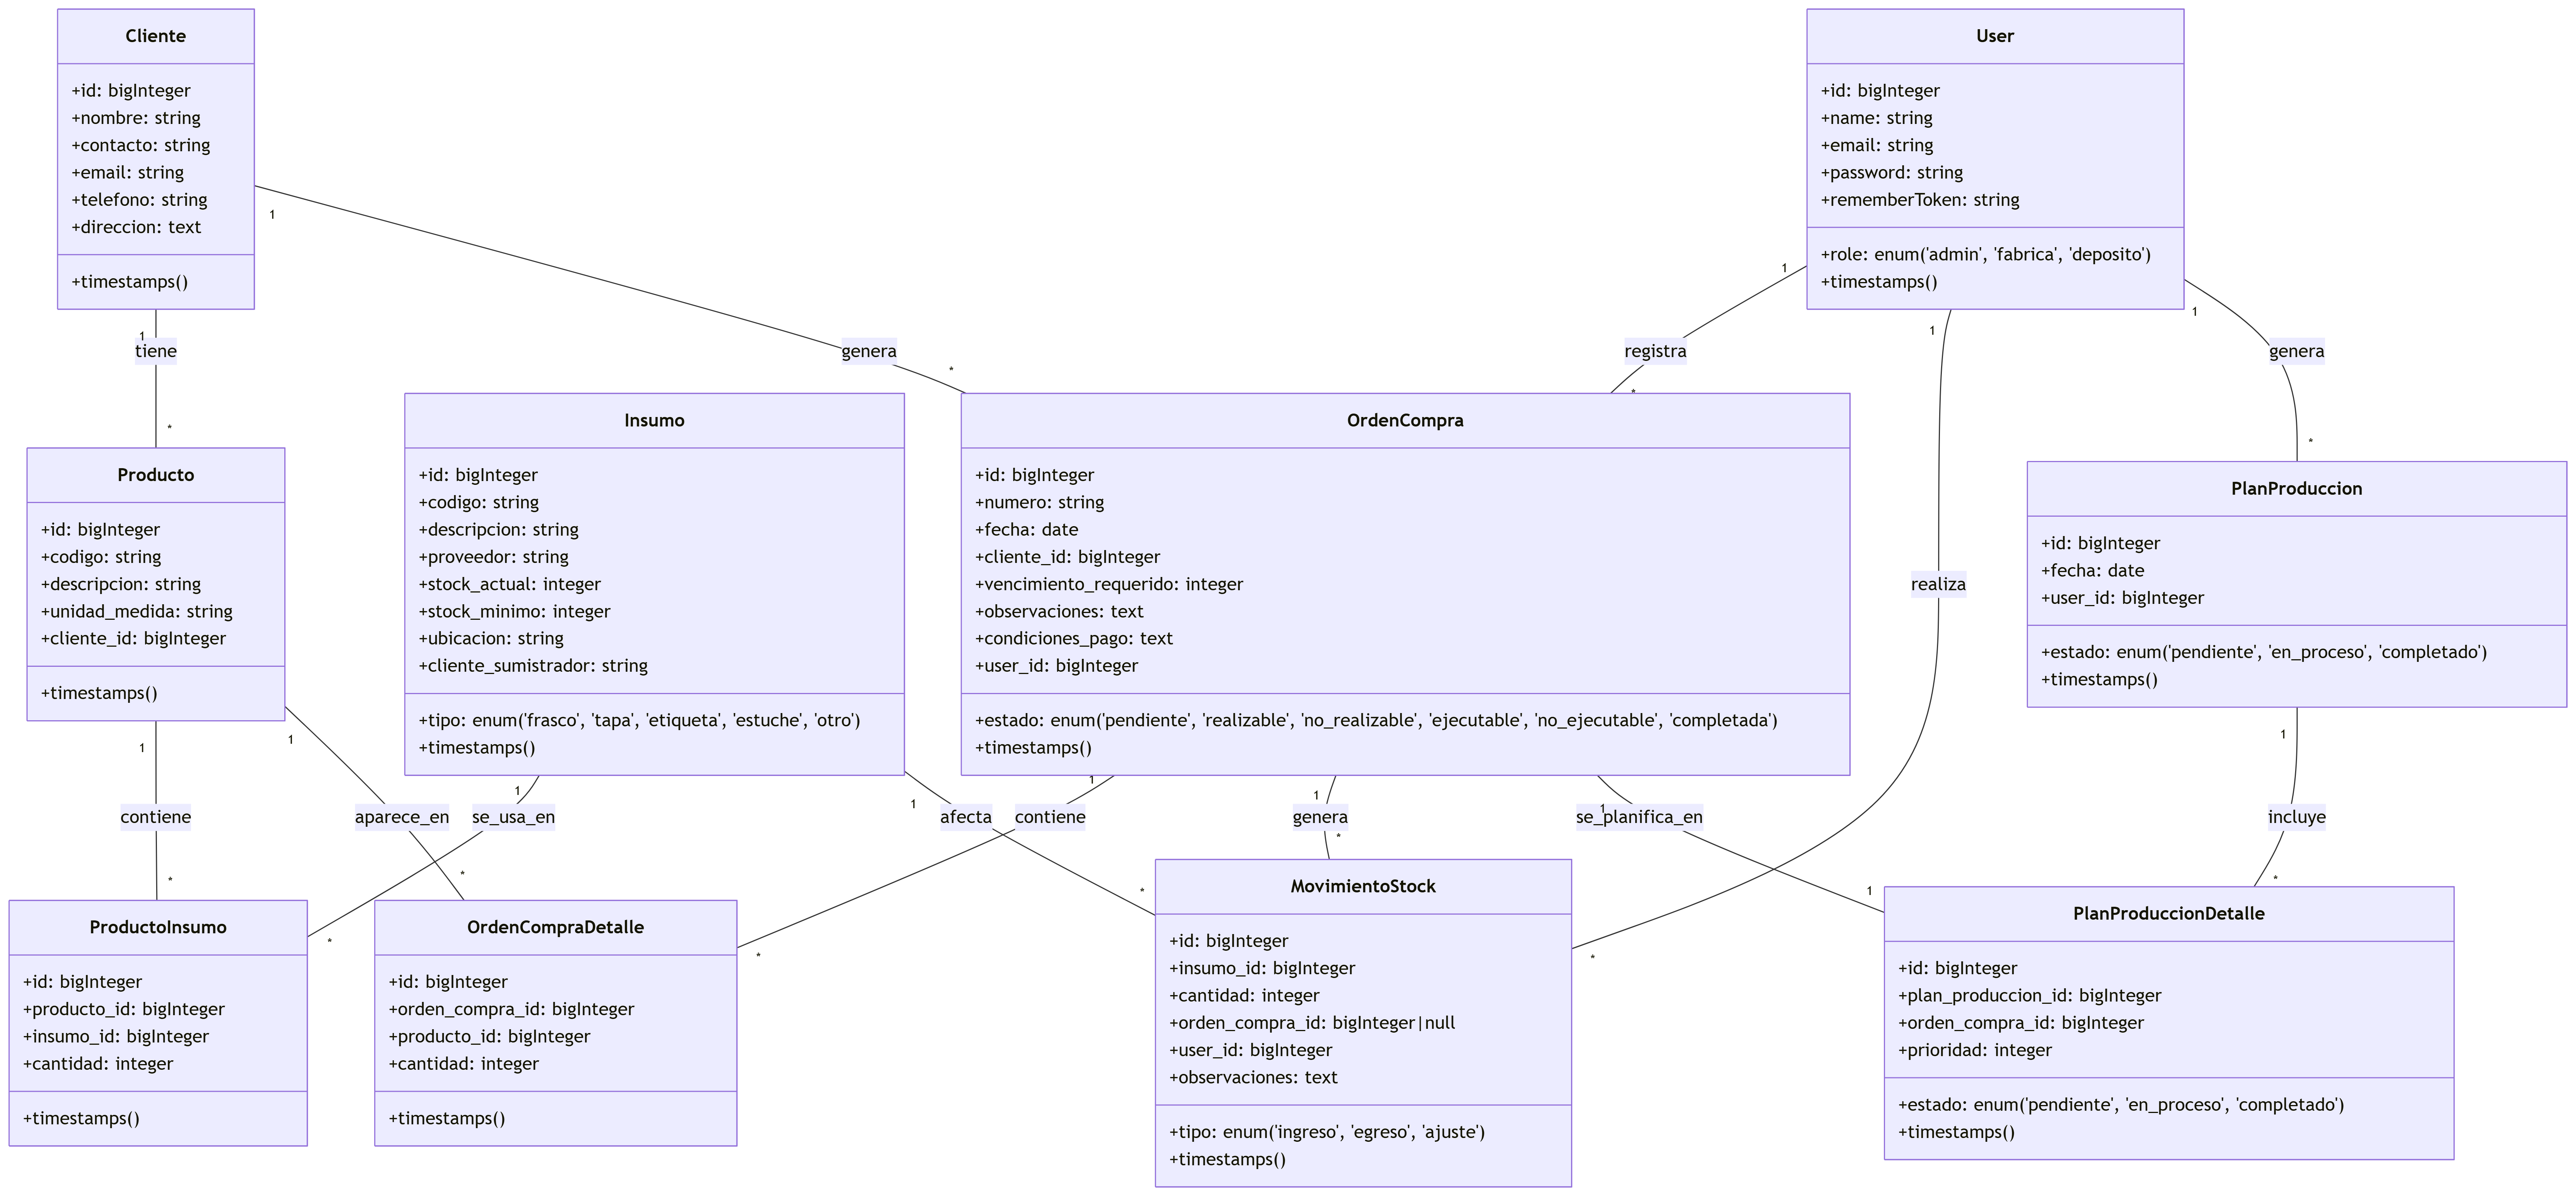 Cliente
+id: bigInteger
+nombre: string
+contacto: string
+email: string
+telefono: string
+direccion: text
+timestamps()
User
+id: bigInteger
+name: string
+email: string
+password: string
+rememberToken: string
+role: enum('admin', 'fabrica', 'deposito')
+timestamps()
1
1
1
1
1
tiene
genera
registra
genera
*
*
*
*
Insumo
+id: bigInteger
+codigo: string
+descripcion: string
+proveedor: string
+stock_actual: integer
+stock_minimo: integer
+ubicacion: string
+cliente_sumistrador: string
+tipo: enum('frasco', 'tapa', 'etiqueta', 'estuche', 'otro')
+timestamps()
OrdenCompra
+id: bigInteger
+numero: string
+fecha: date
+cliente_id: bigInteger
+vencimiento_requerido: integer
+observaciones: text
+condiciones_pago: text
+user_id: bigInteger
+estado: enum('pendiente', 'realizable', 'no_realizable', 'ejecutable', 'no_ejecutable', 'completada')
+timestamps()
Producto
+id: bigInteger
+codigo: string
+descripcion: string
+unidad_medida: string
+cliente_id: bigInteger
+timestamps()
PlanProduccion
+id: bigInteger
+fecha: date
+user_id: bigInteger
+estado: enum('pendiente', 'en_proceso', 'completado')
+timestamps()
realiza
1
1
1
1
1
1
1
1
contiene
aparece_en
se_usa_en
afecta
contiene
genera
se_planifica_en
incluye
*
*
*
*
*
*
*
1
*
ProductoInsumo
+id: bigInteger
+producto_id: bigInteger
+insumo_id: bigInteger
+cantidad: integer
+timestamps()
OrdenCompraDetalle
+id: bigInteger
+orden_compra_id: bigInteger
+producto_id: bigInteger
+cantidad: integer
+timestamps()
MovimientoStock
+id: bigInteger
+insumo_id: bigInteger
+cantidad: integer
+orden_compra_id: bigInteger|null
+user_id: bigInteger
+observaciones: text
+tipo: enum('ingreso', 'egreso', 'ajuste')
+timestamps()
PlanProduccionDetalle
+id: bigInteger
+plan_produccion_id: bigInteger
+orden_compra_id: bigInteger
+prioridad: integer
+estado: enum('pendiente', 'en_proceso', 'completado')
+timestamps()